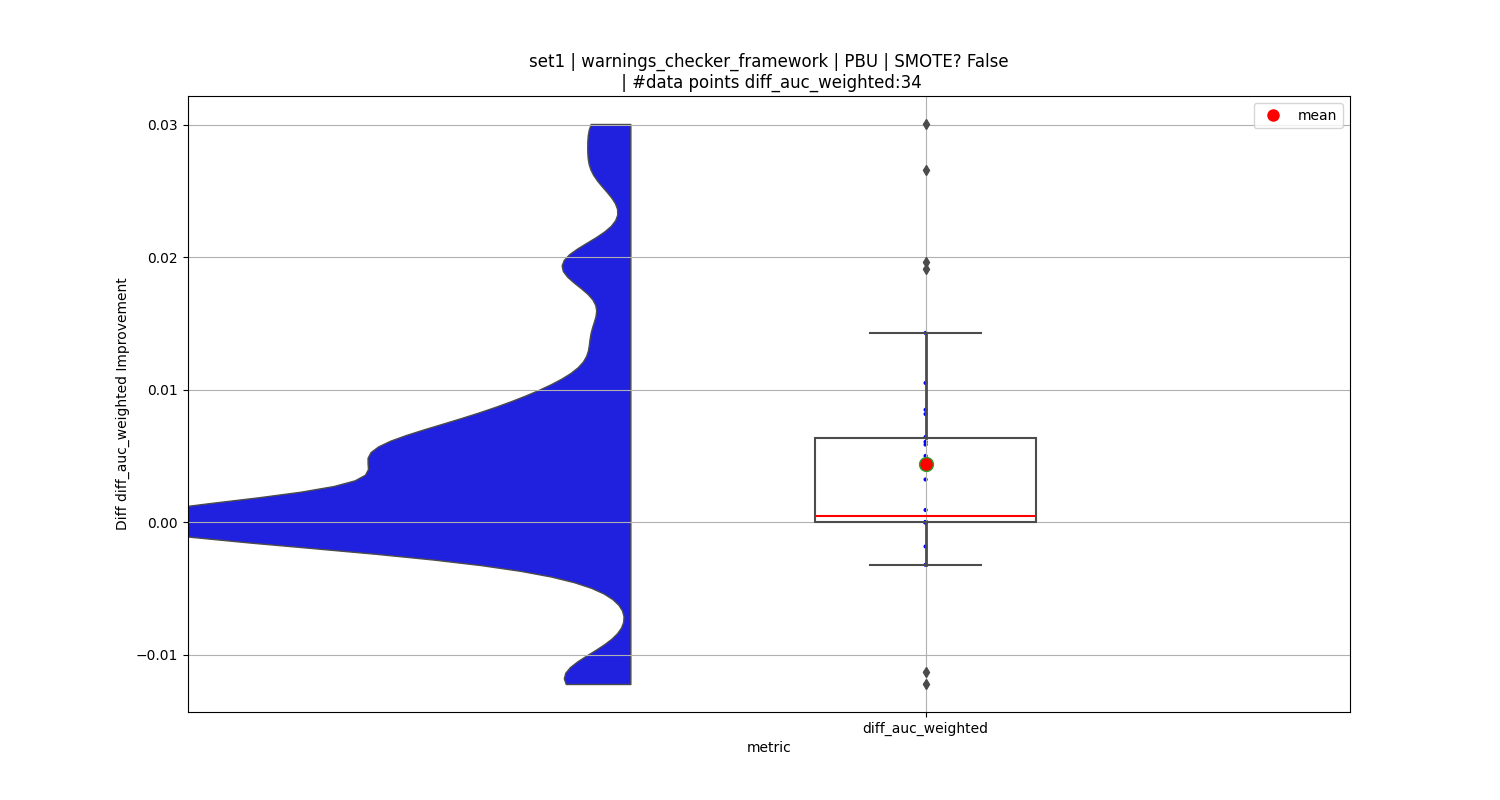 set1 | warnings_checker_framework | PBU | SMOTE? False
| #data points diff_auc_weighted:34
mean
0.03
0.02
0.01
0.00
−0.01
Diff diff_auc_weighted Improvement
diff_auc_weighted
metric